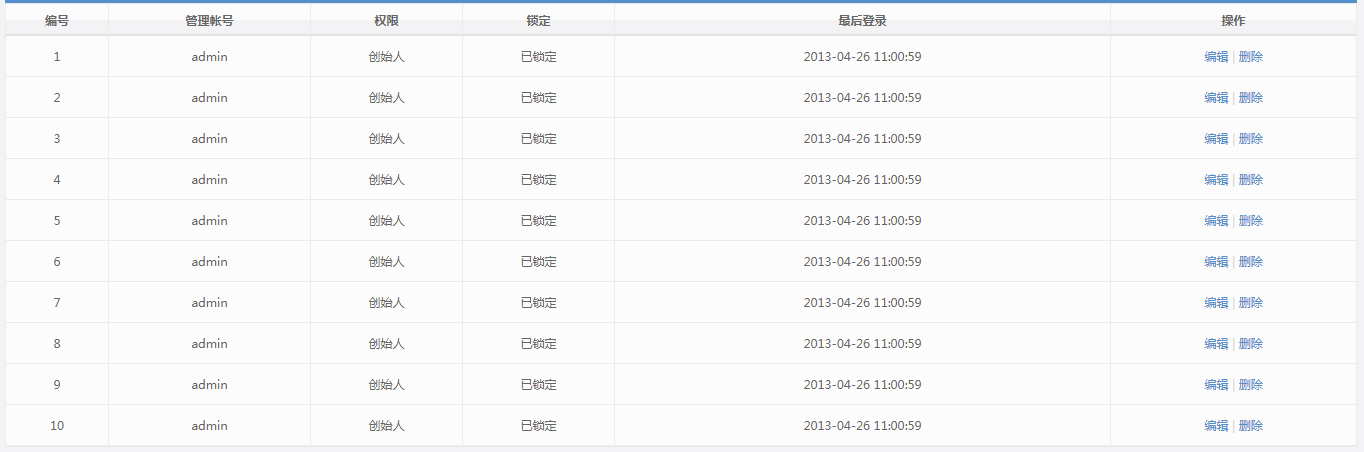 编号 管理帐号 权限 锁定 最后登录 操作
1 admin 创始人 已锁定 2013-04-26 11:00:59 编辑 | 删除
2 admin 创始人 已锁定 2013-04-26 11:00:59 编辑 | 删除
3 admin 创始人 已锁定 2013-04-26 11:00:59 编辑 | 删除
4 admin 创始人 已锁定 2013-04-26 11:00:59 编辑 | 删除
5 admin 创始人 已锁定 2013-04-26 11:00:59 编辑 | 删除
6 admin 创始人 已锁定 2013-04-26 11:00:59 编辑 | 删除
7 admin 创始人 已锁定 2013-04-26 11:00:59 编辑 | 删除
8 admin 创始人 已锁定 2013-04-26 11:00:59 编辑 | 删除
9 admin 创始人 已锁定 2013-04-26 11:00:59 编辑 | 删除
10 admin 创始人 已锁定 2013-04-26 11:00:59 编辑 | 删除